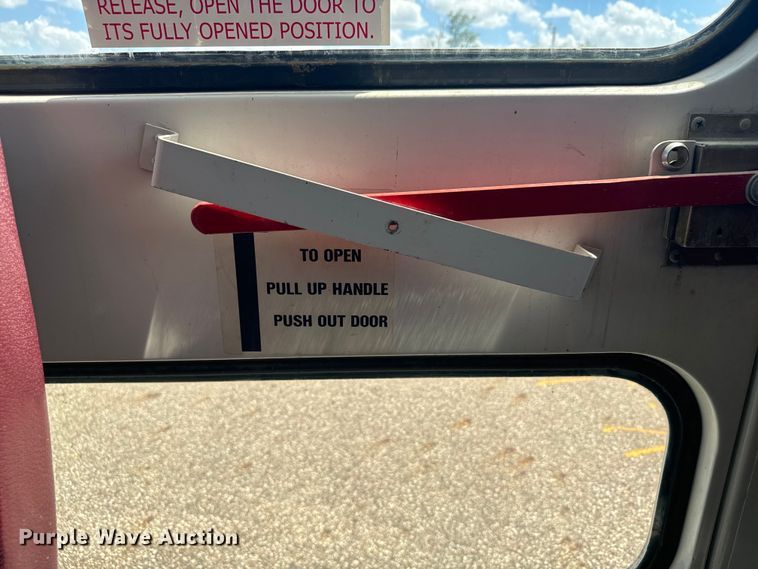 RELEASE, OPEN THE DOOR TO
ITS FULLY OPENED POSITION.
TO OPEN
PULL UP HANDLE
PUSH OUT DOOR
Purple Wave Auction